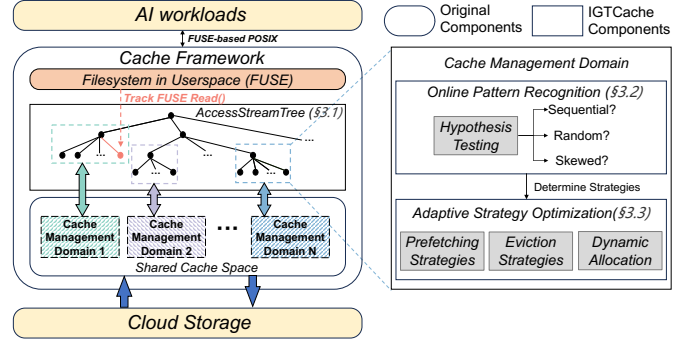 AI workloads
FUSE-based POSIX
Cache Framework
Filesystem in Userspace (FUSE)
Track FUSE Read()
AccessStreamTree (§3.1)
...
...
...
...
Cache
Management
Domain 1
Cache
Management
Domain 2
...
Cache
Management
Domain N
Shared Cache Space
Cloud Storage
Original
Components
IGTCache
Components
Cache Management Domain
Online Pattern Recognition (§3.2)
Hypothesis
Testing
Sequential?
Random?
Skewed?
Determine Strategies
Adaptive Strategy Optimization(§3.3)
Prefetching
Strategies
Eviction
Strategies
Dynamic
Allocation